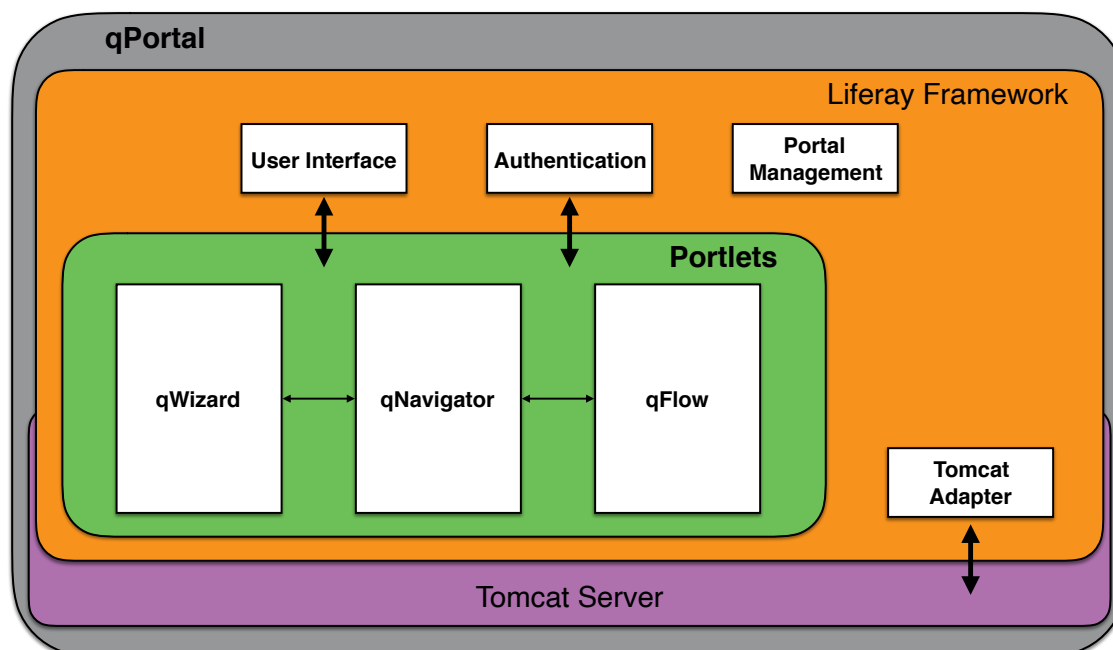 qPortal
Liferay Framework
User Interface
Authentication
Portal
Management
Portlets
qWizard
qNavigator
qFlow
Tomcat
Adapter
Tomcat Server